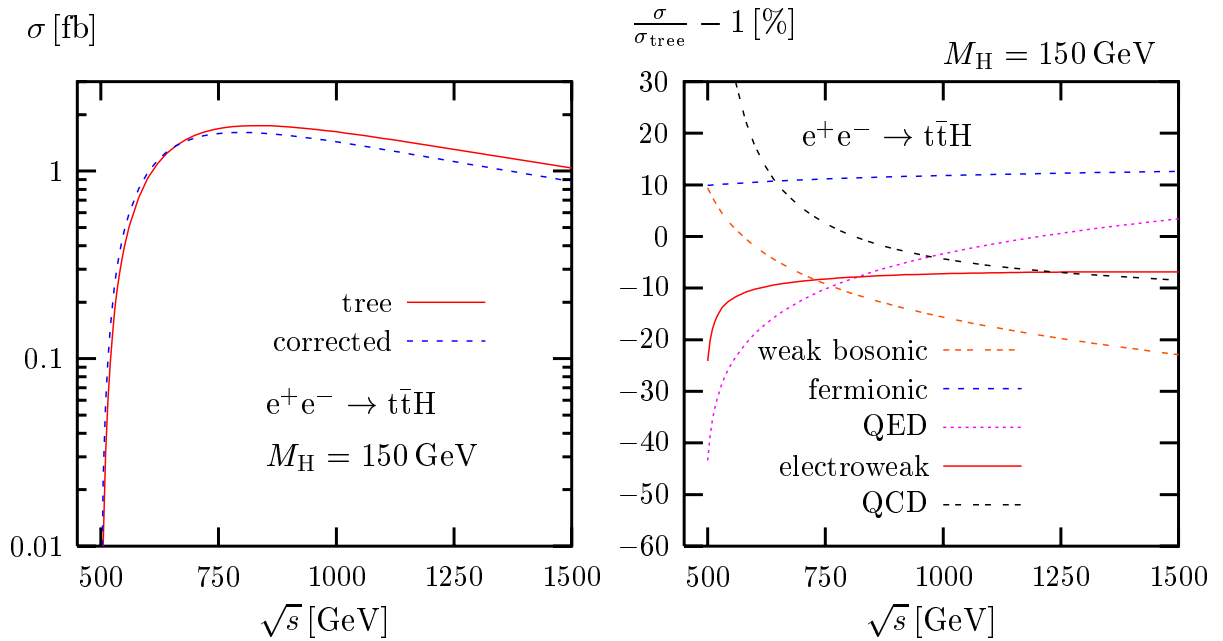 σ [fb]
1
0.1
0.01
tree
corrected
e⁺e⁻ → tt̄H
M_H = 150 GeV
500 750 1000 1250 1500
√s [GeV]
σ/σ_tree − 1 [%]
M_H = 150 GeV
30
20
10
0
−10
−20
−30
−40
−50
−60
e⁺e⁻ → tt̄H
weak bosonic
fermionic
QED
electroweak
QCD
500 750 1000 1250 1500
√s [GeV]